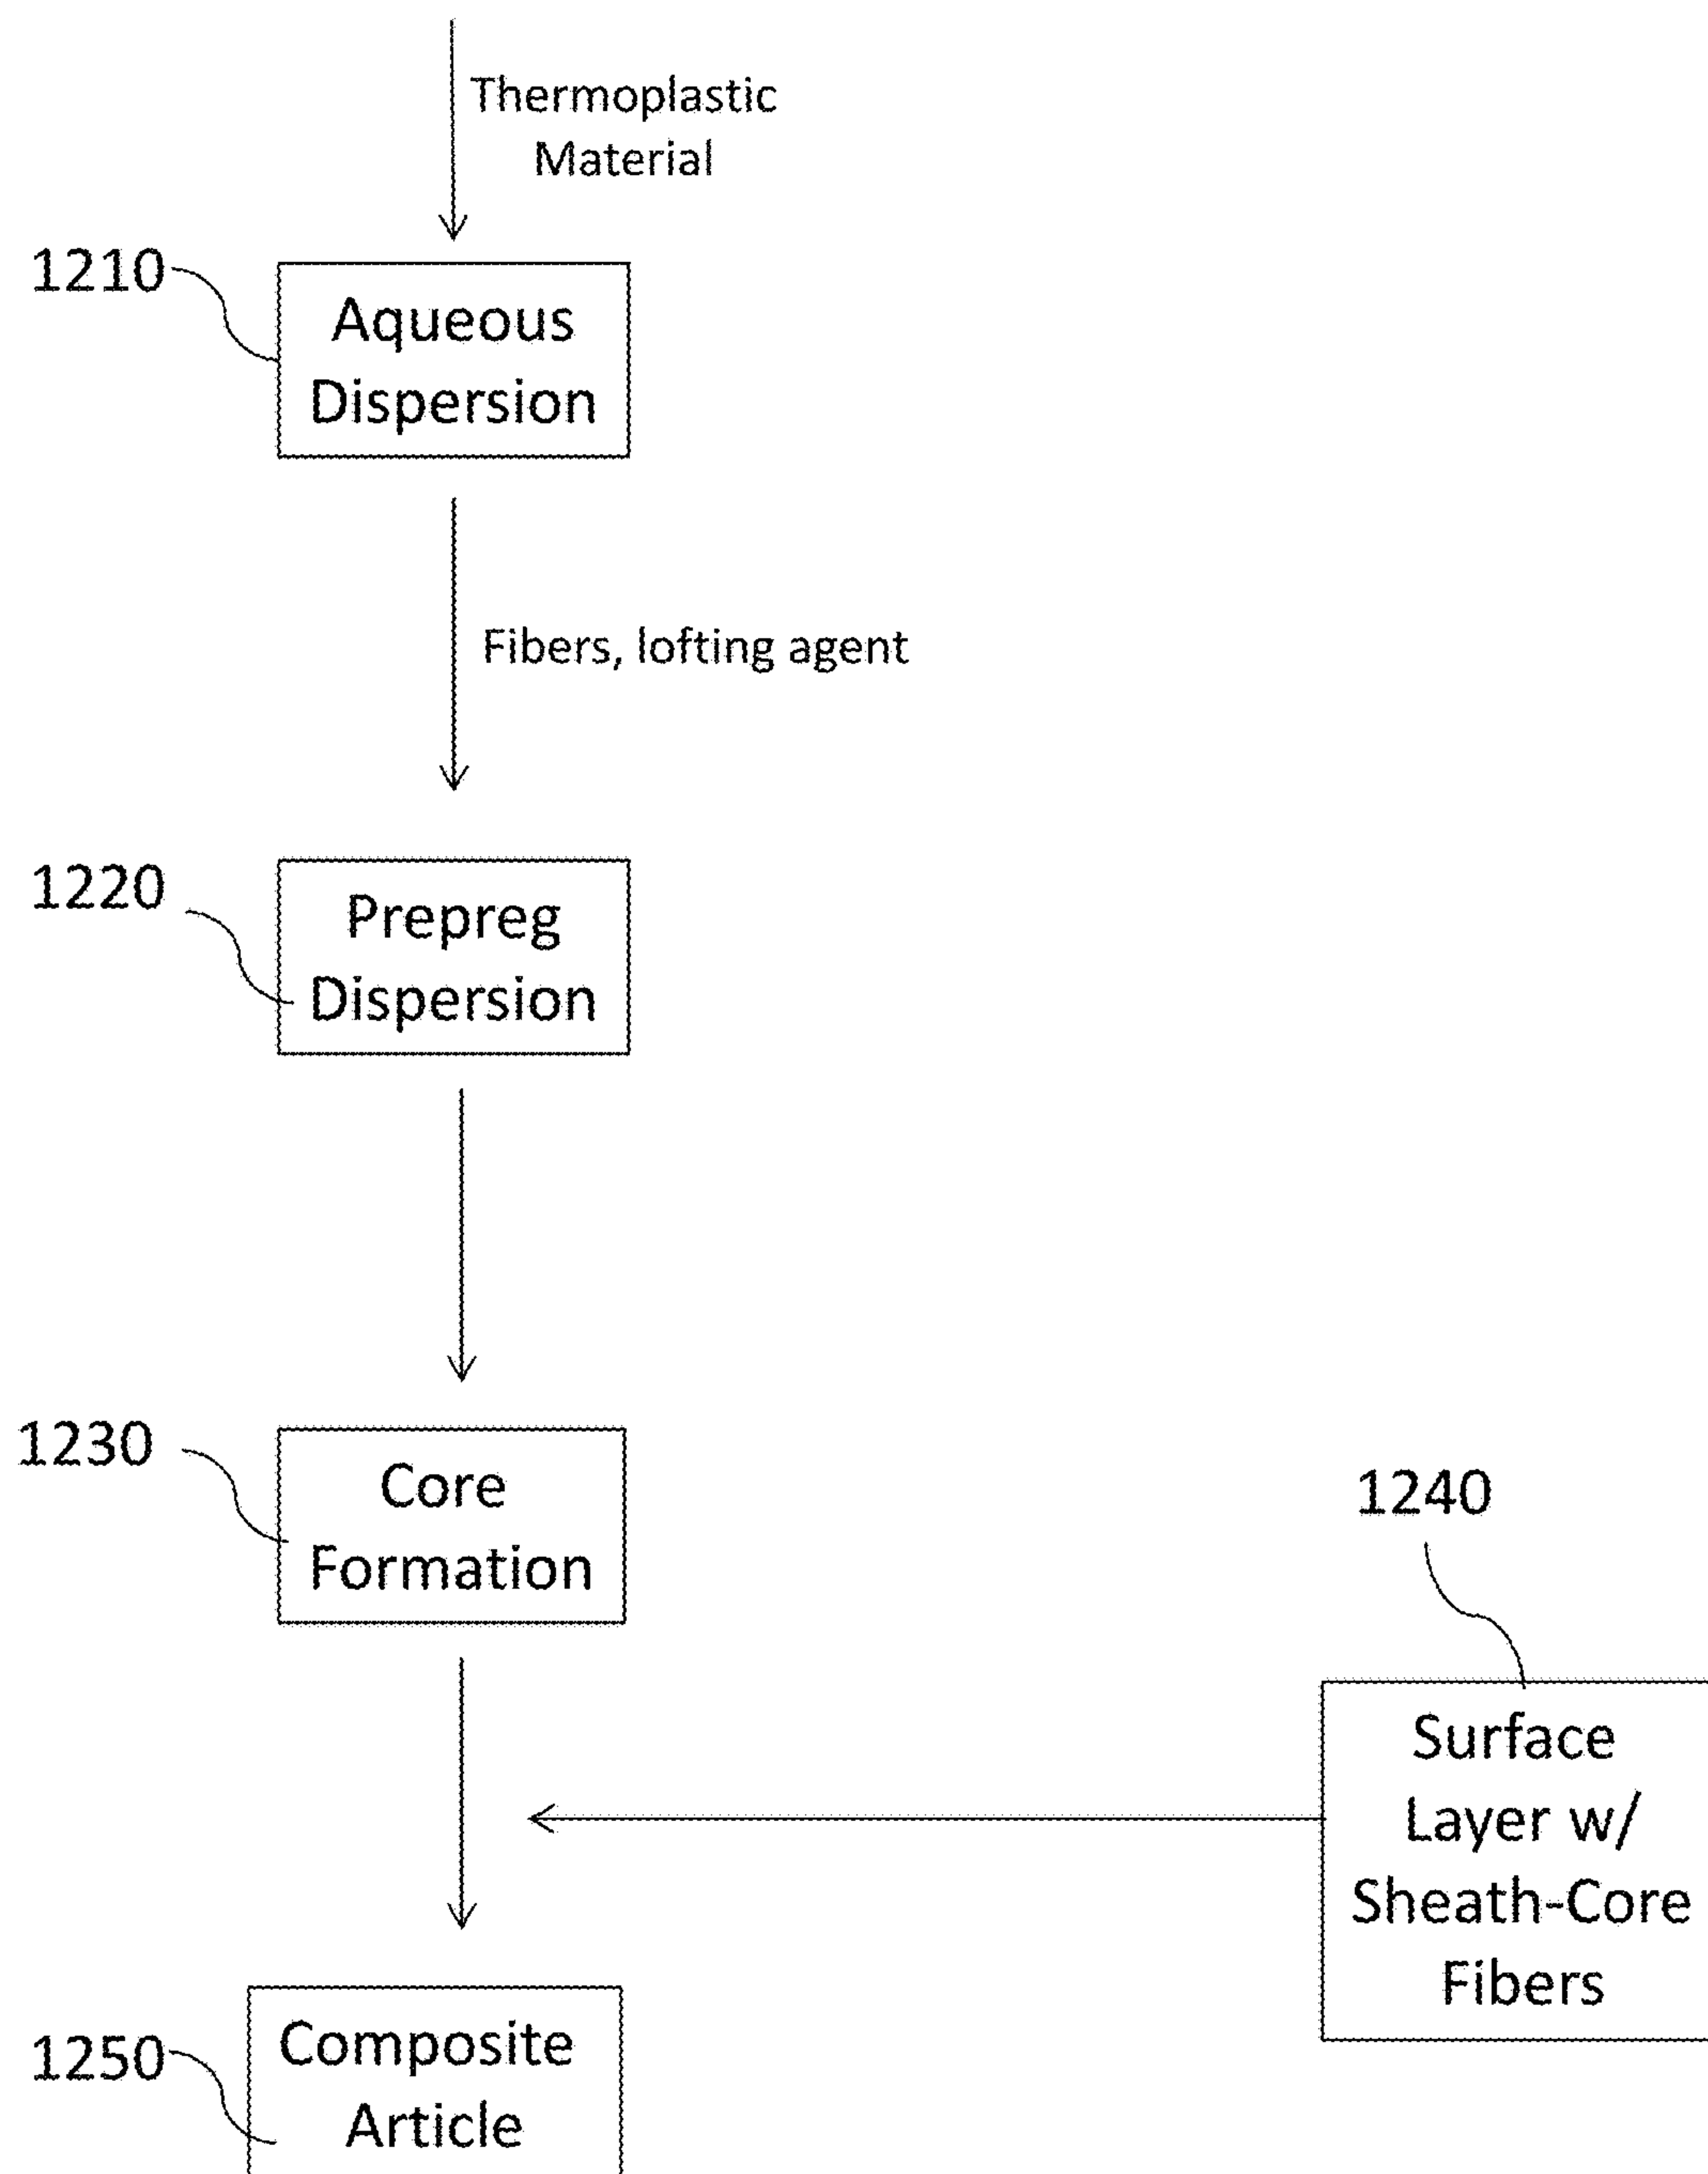 Thermoplastic
Material
1210
Aqueous
Dispersion
Fibers, lofting agent
1220
Prepreg
Dispersion
1230
Core
Formation
1240
Surface
Layer w/
Sheath-Core
Fibers
1250
Composite
Article